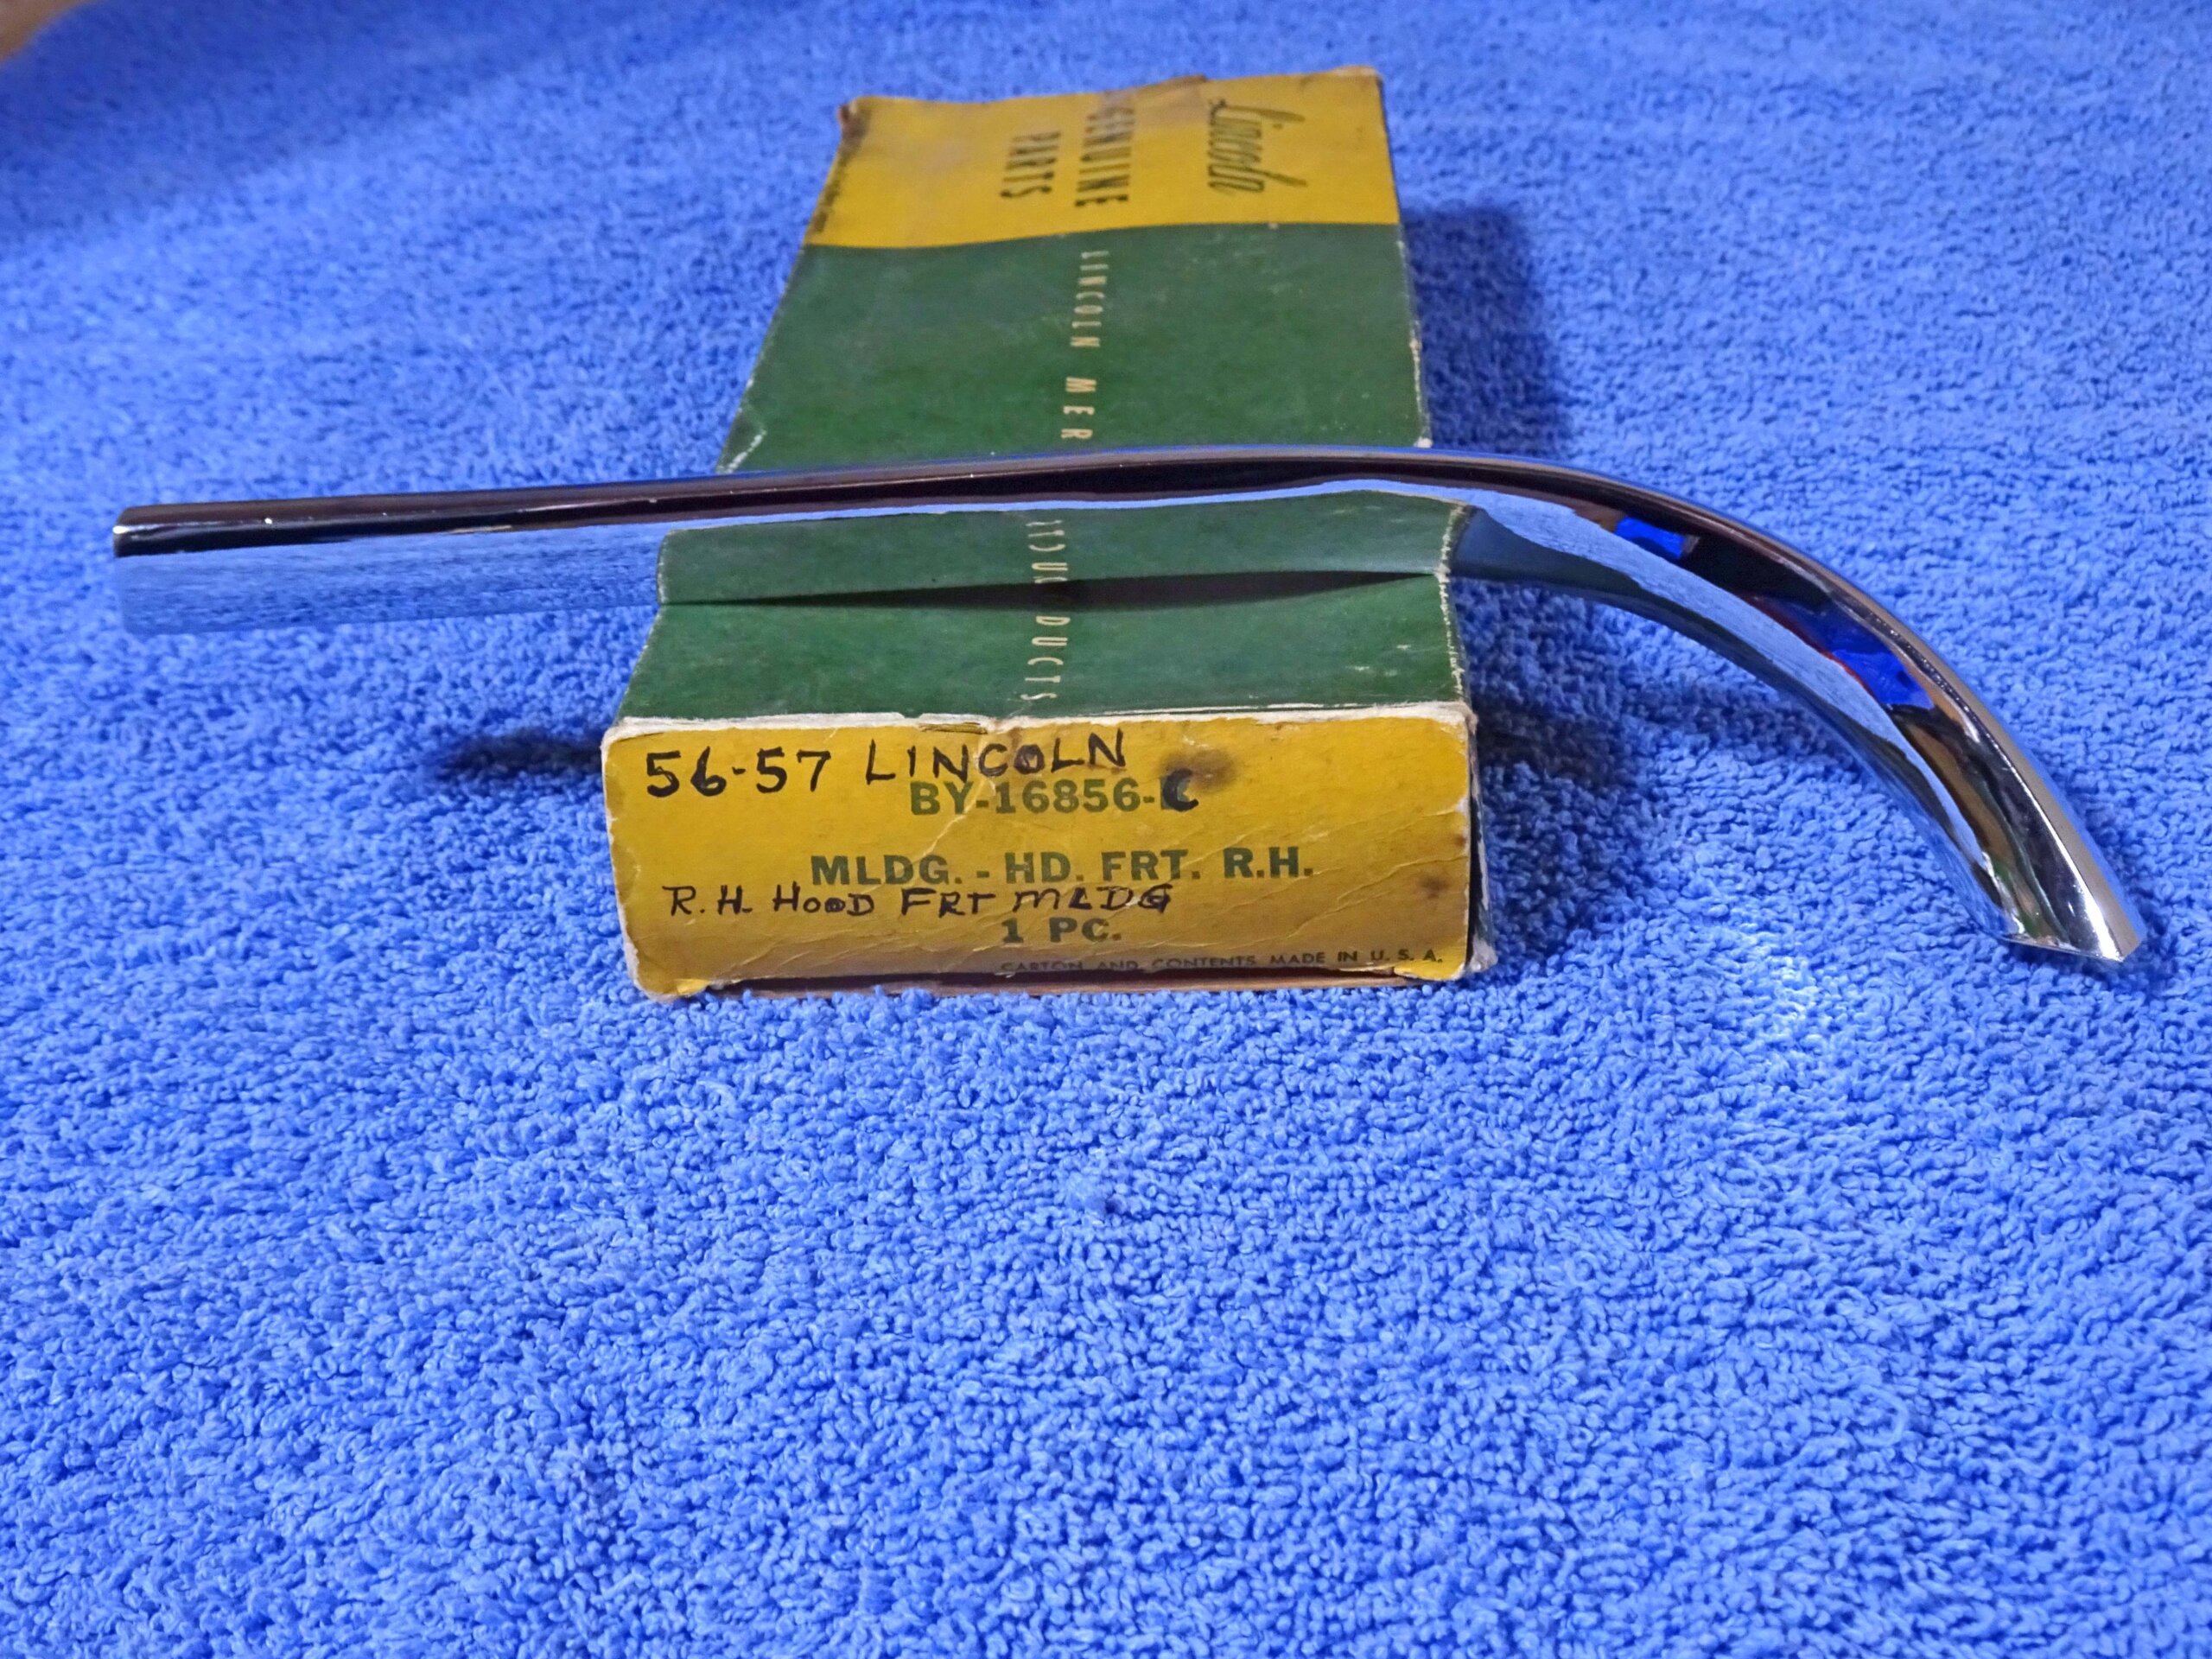 Lincoln
GENUINE
PARTS
LINCOLN MER
DUCTS
56-57 LINCOLN
BY-16856-C
MLDG. - HD. FRT. R.H.
R.H. HOOD FRT MLDG
1 PC.
CARTON AND CONTENTS MADE IN U.S.A.